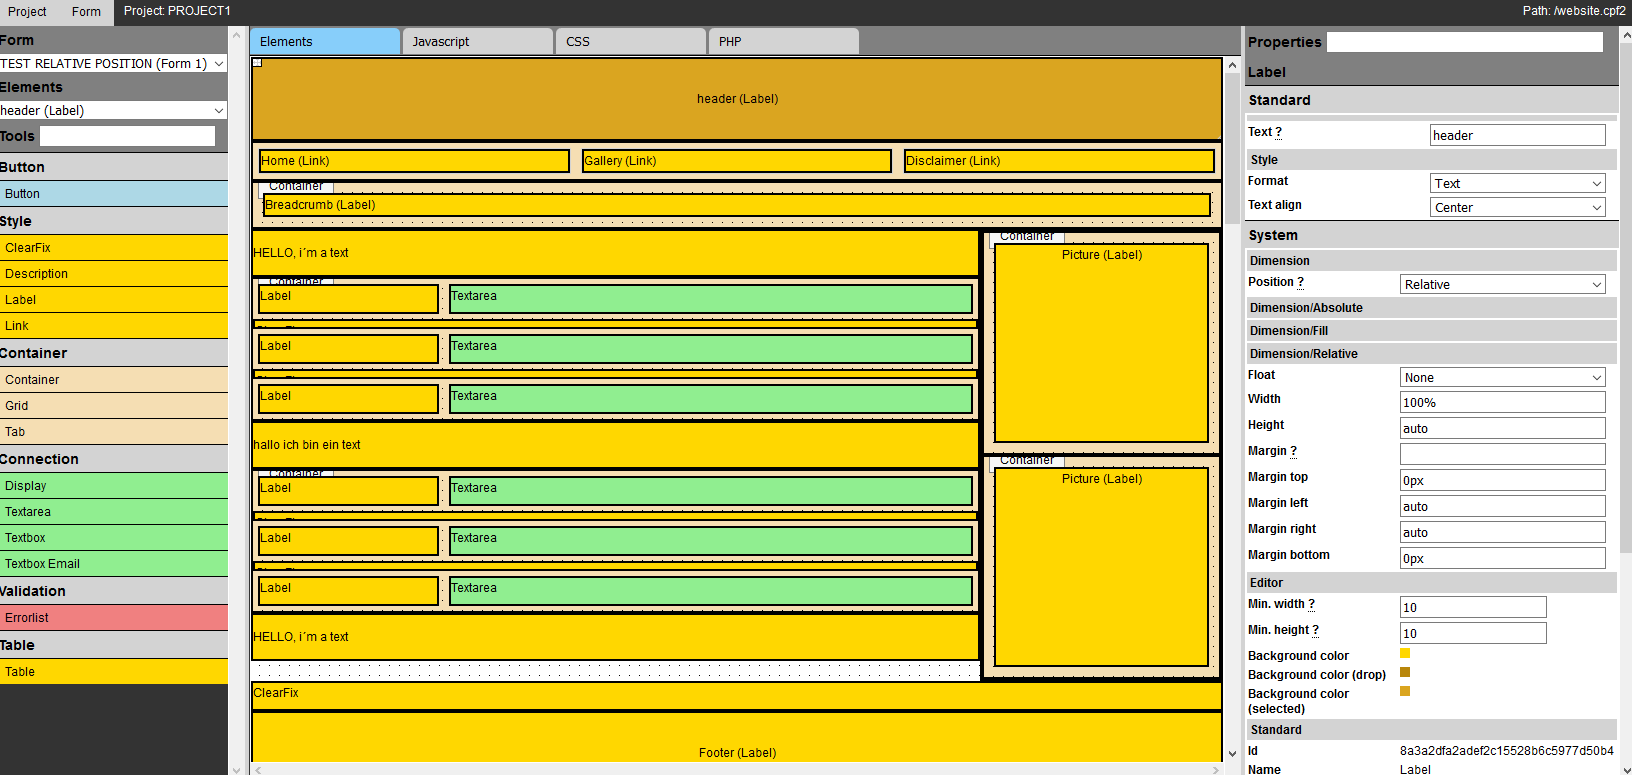 Project Form Project: PROJECT1 Path: /website.cpf2
Form
TEST RELATIVE POSITION (Form 1)
Elements
header (Label)
Tools
Button
Button
Style
ClearFix
Description
Label
Link
Container
Container
Grid
Tab
Connection
Display
Textarea
Textbox
Textbox Email
Validation
Errorlist
Table
Table
Elements Javascript CSS PHP
header (Label)
Home (Link) Gallery (Link) Disclaimer (Link)
Container
Breadcrumb (Label)
HELLO, i´m a text
Container
Label Textarea
Label Textarea
Label Textarea
hallo ich bin ein text
Container
Label Textarea
Label Textarea
Label Textarea
HELLO, i´m a text
Container
Picture (Label)
Container
Picture (Label)
ClearFix
Footer (Label)
Properties
Label
Standard
Text ? header
Style
Format Text
Text align Center
System
Dimension
Position ? Relative
Dimension/Absolute
Dimension/Fill
Dimension/Relative
Float None
Width 100%
Height auto
Margin ?
Margin top 0px
Margin left auto
Margin right auto
Margin bottom 0px
Editor
Min. width ? 10
Min. height ? 10
Background color
Background color (drop)
Background color
(selected)
Standard
Id 8a3a2dfa2adef2c15528b6c5977d50b4
Name Label